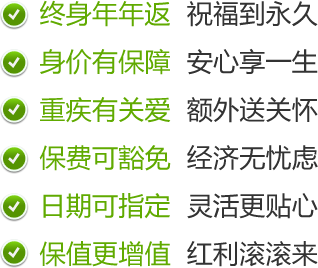 终身年年返 祝福到永久
身价有保障 安心享一生
重疾有关爱 额外送关怀
保费可豁免 经济无忧虑
日期可指定 灵活更贴心
保值更增值 红利滚滚来